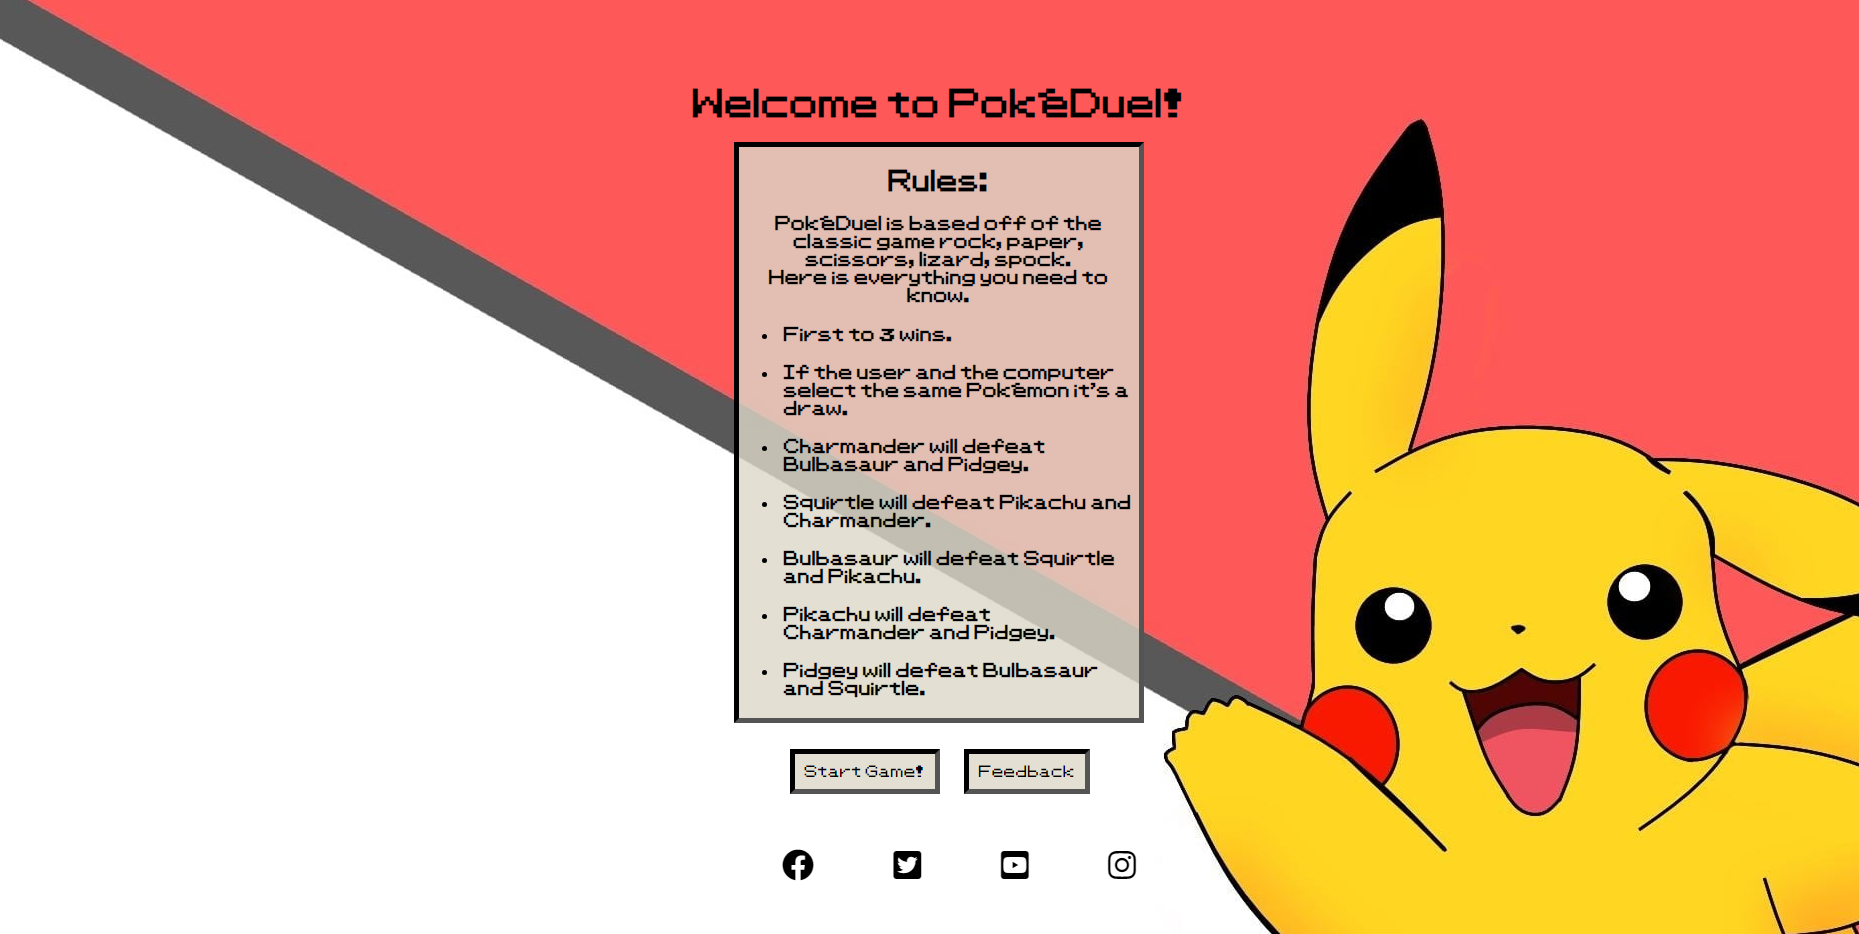 Welcome to PokèDuel!
Rules:
PokèDuel is based off of the
classic game rock, paper,
scissors, lizard, spock.
Here is everything you need to
know.
• First to 3 wins.
• If the user and the computer
select the same Pokèmon it's a
draw.
• Charmander will defeat
Bulbasaur and Pidgey.
• Squirtle will defeat Pikachu and
Charmander.
• Bulbasaur will defeat Squirtle
and Pikachu.
• Pikachu will defeat
Charmander and Pidgey.
• Pidgey will defeat Bulbasaur
and Squirtle.
Start Game! Feedback